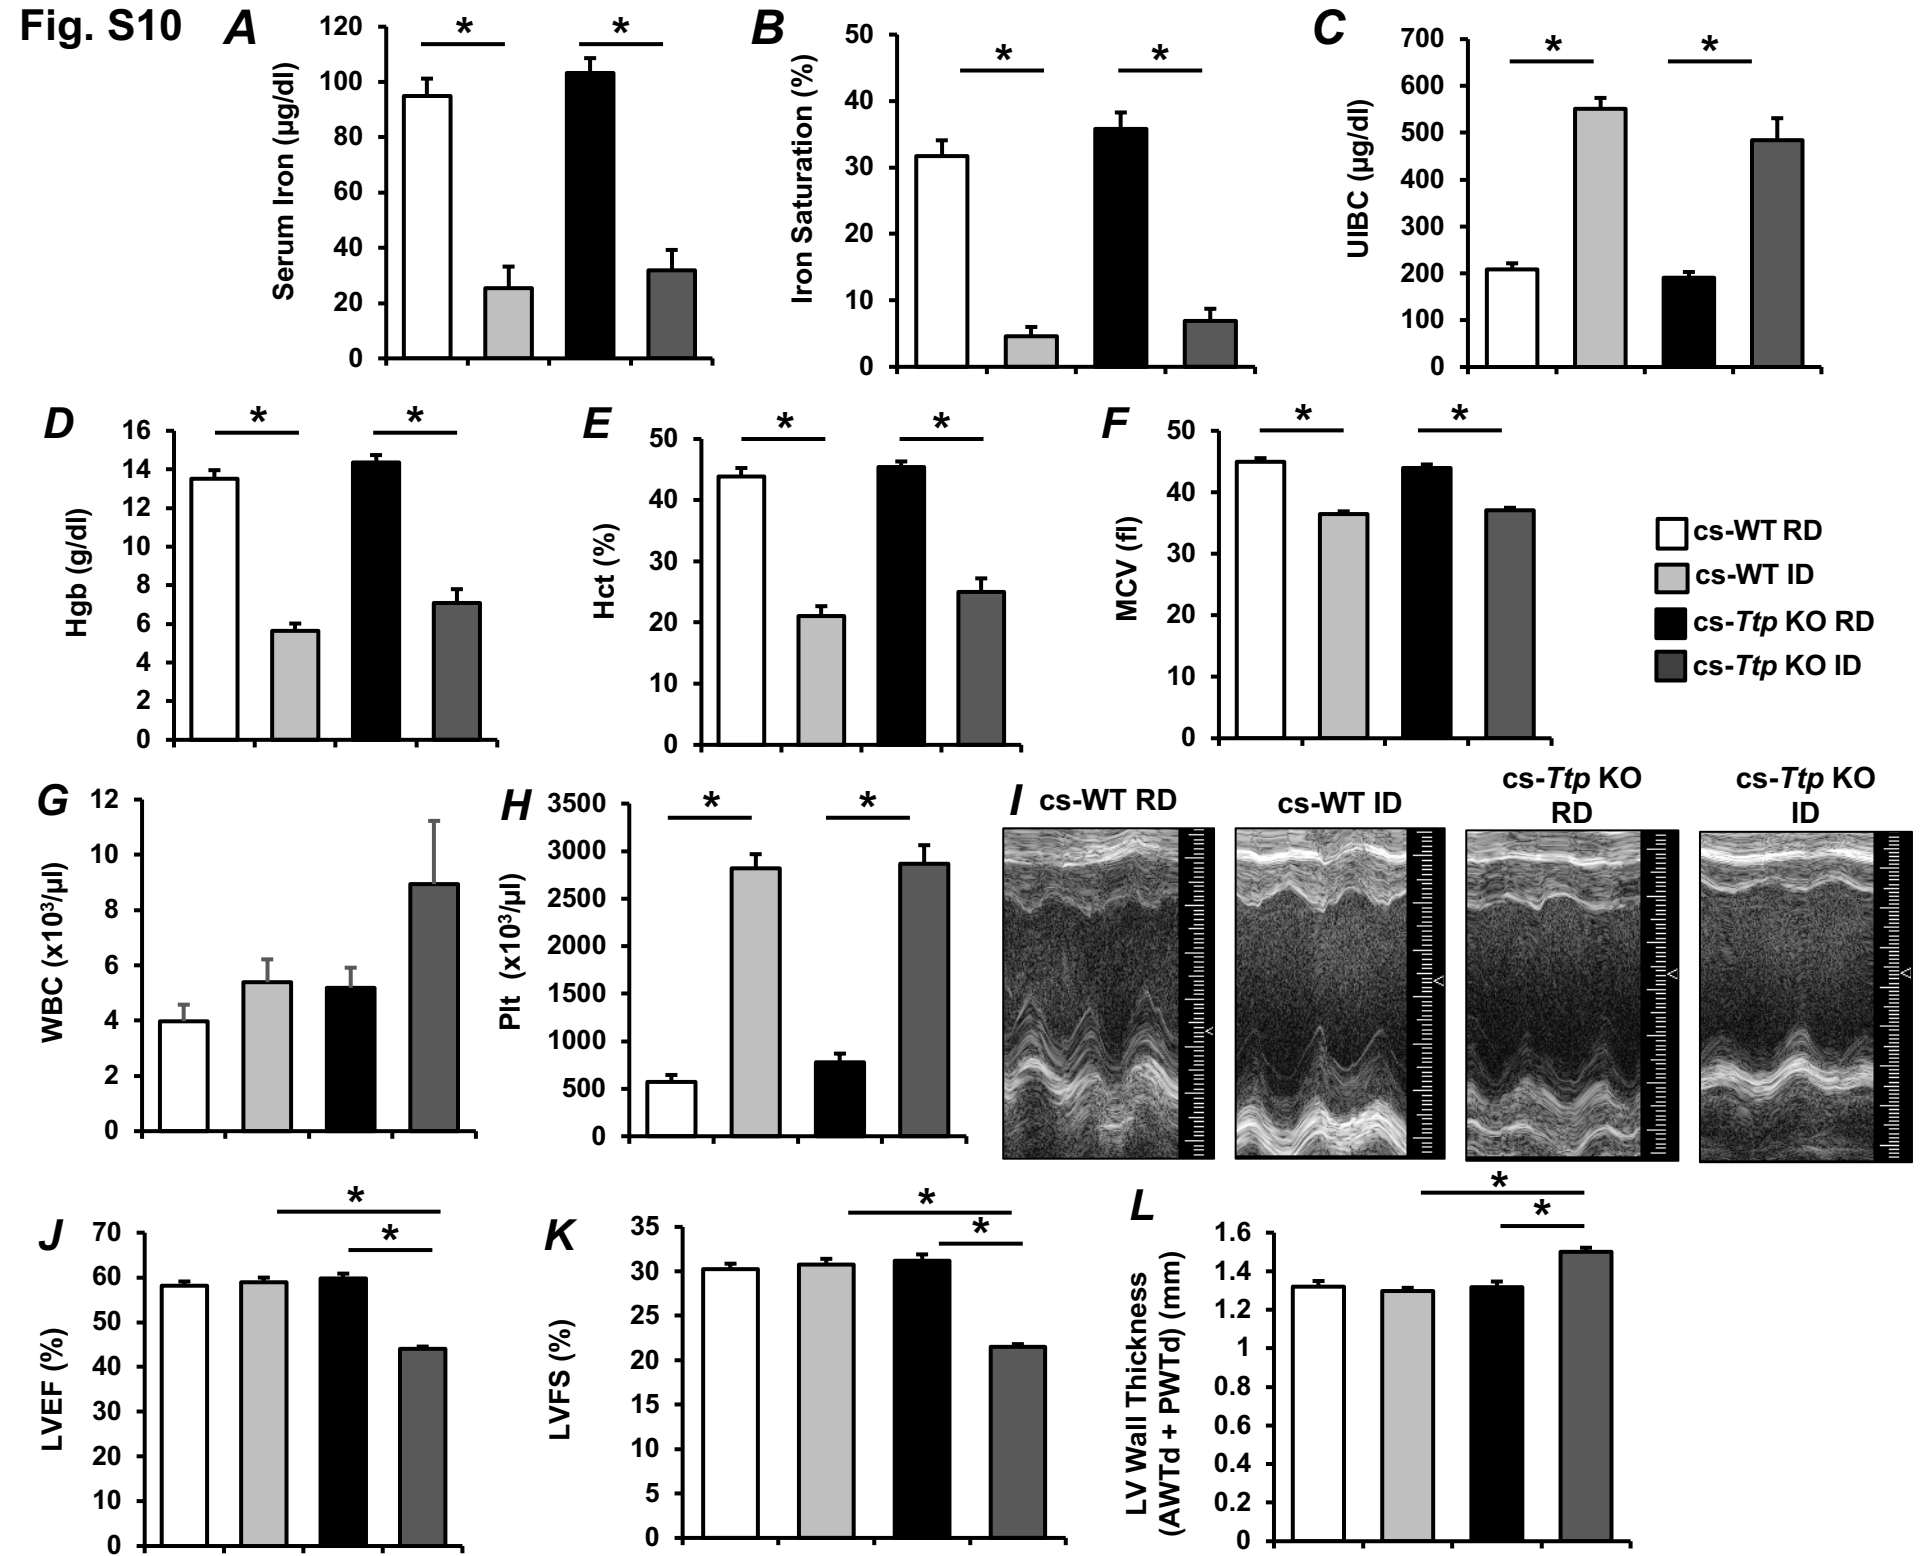 Fig. S10
A
Serum Iron (µg/dl)
120
100
80
60
40
20
0
*
*
B
Iron Saturation (%)
50
40
30
20
10
0
*
*
C
UIBC (µg/dl)
700
600
500
400
300
200
100
0
*
*
D
Hgb (g/dl)
16
14
12
10
8
6
4
2
0
*
*
E
Hct (%)
50
40
30
20
10
0
*
*
F
MCV (fl)
50
40
30
20
10
0
*
*
cs-WT RD
cs-WT ID
cs-Ttp KO RD
cs-Ttp KO ID
G
WBC (x10³/µl)
12
10
8
6
4
2
0
H
Plt (x10³/µl)
3500
3000
2500
2000
1500
1000
500
0
*
*
I
cs-WT RD
cs-WT ID
cs-Ttp KO
RD
cs-Ttp KO
ID
J
LVEF (%)
70
60
50
40
30
20
10
0
*
*
K
LVFS (%)
35
30
25
20
15
10
5
0
*
*
L
LV Wall Thickness
(AWTd + PWTd) (mm)
1.6
1.4
1.2
1
0.8
0.6
0.4
0.2
0
*
*